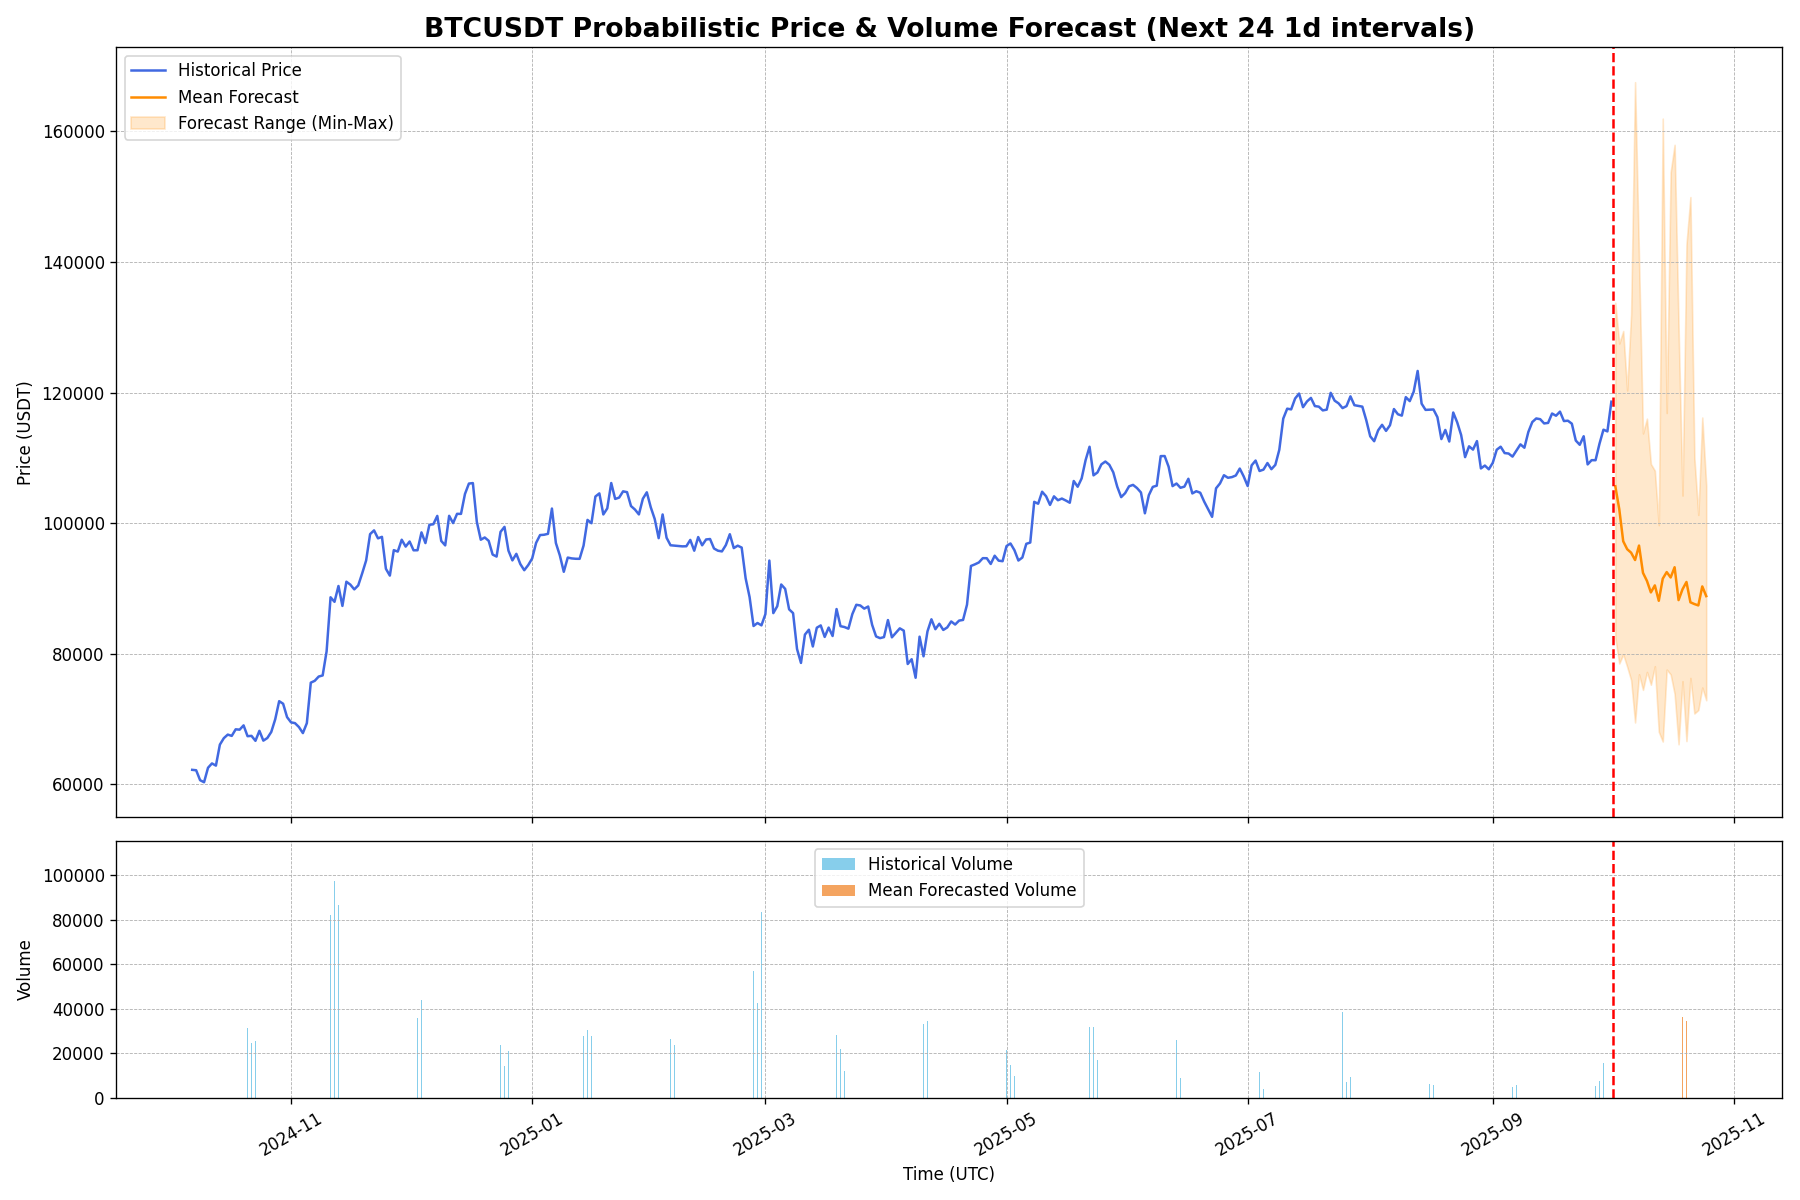 BTCUSDT Probabilistic Price & Volume Forecast (Next 24 1d intervals)
Historical Price
Mean Forecast
Forecast Range (Min-Max)
Price (USDT)
160000
140000
120000
100000
80000
60000
Historical Volume
Mean Forecasted Volume
Volume
100000
80000
60000
40000
20000
0
2024-11
2025-01
2025-03
2025-05
2025-07
2025-09
2025-11
Time (UTC)